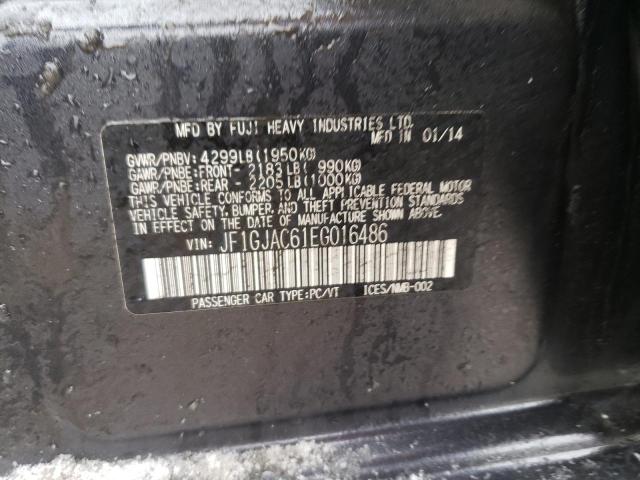 MFD BY FUJI HEAVY INDUSTRIES LTD.
MFD IN 01/14
GVWR/PNBV: 4299LB(1950KG)
GAWR/PNBE:FRONT- 2183LB( 990KG)
GAWR/PNBE:REAR - 2205LB(1000KG)
THIS VEHICLE CONFORMS TO ALL APPLICABLE FEDERAL MOTOR
VEHICLE SAFETY, BUMPER, AND THEFT PREVENTION STANDARDS
IN EFFECT ON THE DATE OF MANUFACTURE SHOWN ABOVE.
VIN: JF1GJAC61EG016486
PASSENGER CAR TYPE:PC/VT ICES/NMB-002